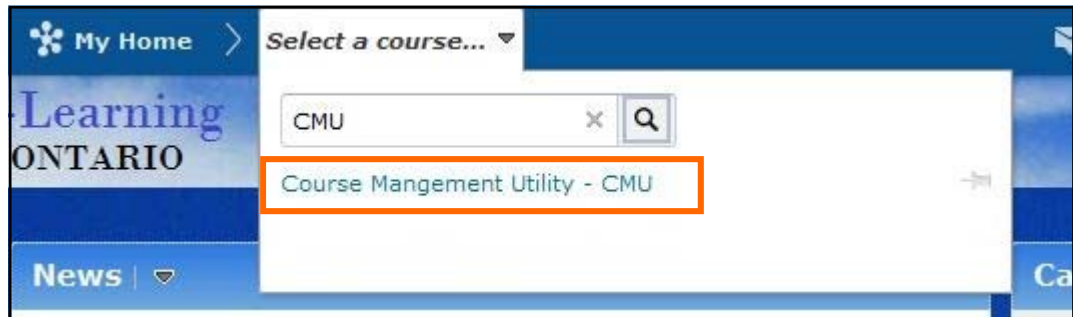 My Home Select a course...
-Learning
ONTARIO
CMU
Course Mangement Utility - CMU
News
Ca